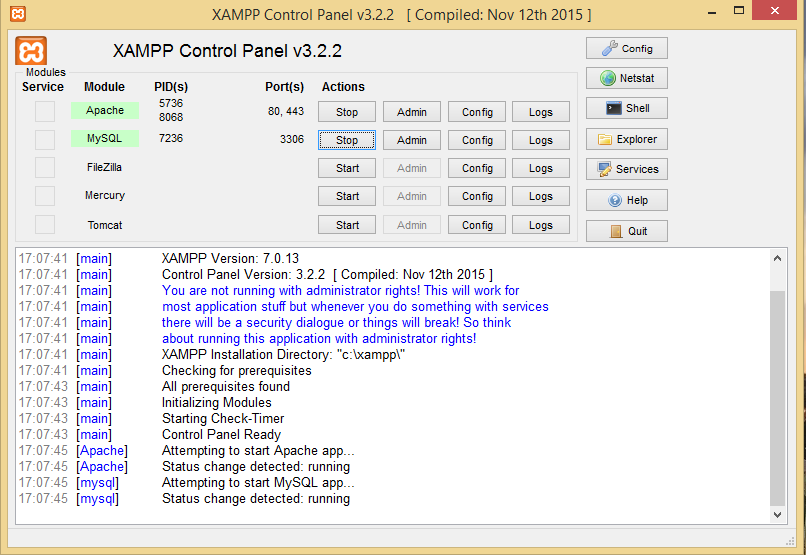 XAMPP Control Panel v3.2.2 [ Compiled: Nov 12th 2015 ]
XAMPP Control Panel v3.2.2
Config
Modules
Service Module PID(s) Port(s) Actions
Netstat
Apache 5736 8068 80, 443 Stop Admin Config Logs
Shell
MySQL 7236 3306 Stop Admin Config Logs
Explorer
FileZilla Start Admin Config Logs
Services
Mercury Start Admin Config Logs
Help
Tomcat Start Admin Config Logs
Quit
17:07:41 [main] XAMPP Version: 7.0.13
17:07:41 [main] Control Panel Version: 3.2.2 [ Compiled: Nov 12th 2015 ]
17:07:41 [main] You are not running with administrator rights! This will work for
17:07:41 [main] most application stuff but whenever you do something with services
17:07:41 [main] there will be a security dialogue or things will break! So think
17:07:41 [main] about running this application with administrator rights!
17:07:41 [main] XAMPP Installation Directory: "c:\xampp\"
17:07:41 [main] Checking for prerequisites
17:07:43 [main] All prerequisites found
17:07:43 [main] Initializing Modules
17:07:43 [main] Starting Check-Timer
17:07:43 [main] Control Panel Ready
17:07:45 [Apache] Attempting to start Apache app...
17:07:45 [Apache] Status change detected: running
17:07:45 [mysql] Attempting to start MySQL app...
17:07:45 [mysql] Status change detected: running